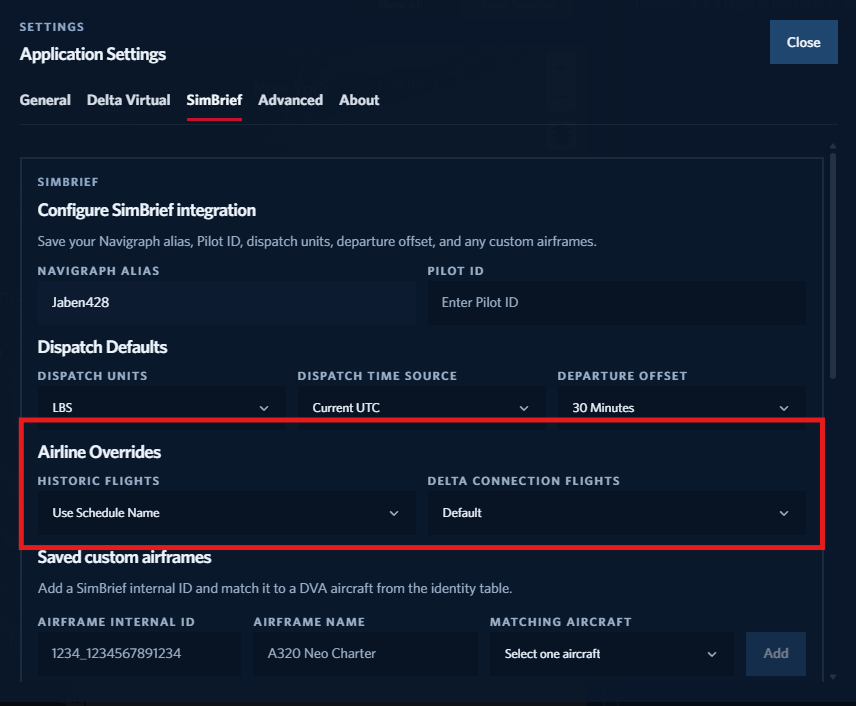 SETTINGS
Application Settings
Close
General Delta Virtual SimBrief Advanced About
SIMBRIEF
Configure SimBrief integration
Save your Navigraph alias, Pilot ID, dispatch units, departure offset, and any custom airframes.
NAVIGRAPH ALIAS PILOT ID
Jaben428 Enter Pilot ID
Dispatch Defaults
DISPATCH UNITS DISPATCH TIME SOURCE DEPARTURE OFFSET
LBS Current UTC 30 Minutes
Airline Overrides
HISTORIC FLIGHTS DELTA CONNECTION FLIGHTS
Use Schedule Name Default
Saved custom airframes
Add a SimBrief internal ID and match it to a DVA aircraft from the identity table.
AIRFRAME INTERNAL ID AIRFRAME NAME MATCHING AIRCRAFT
1234_1234567891234 A320 Neo Charter Select one aircraft Add